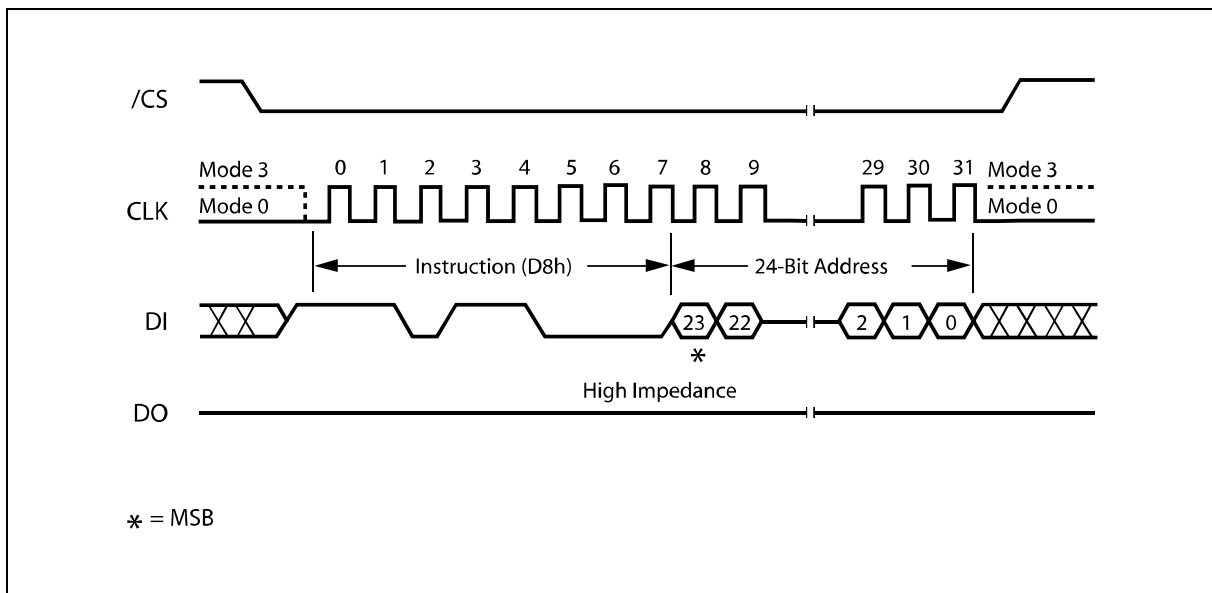 /CS
Mode 3 0 1 2 3 4 5 6 7 8 9 29 30 31 Mode 3
CLK Mode 0 Mode 0
Instruction (D8h) 24-Bit Address
DI 23 22 2 1 0
*
High Impedance
DO
* = MSB